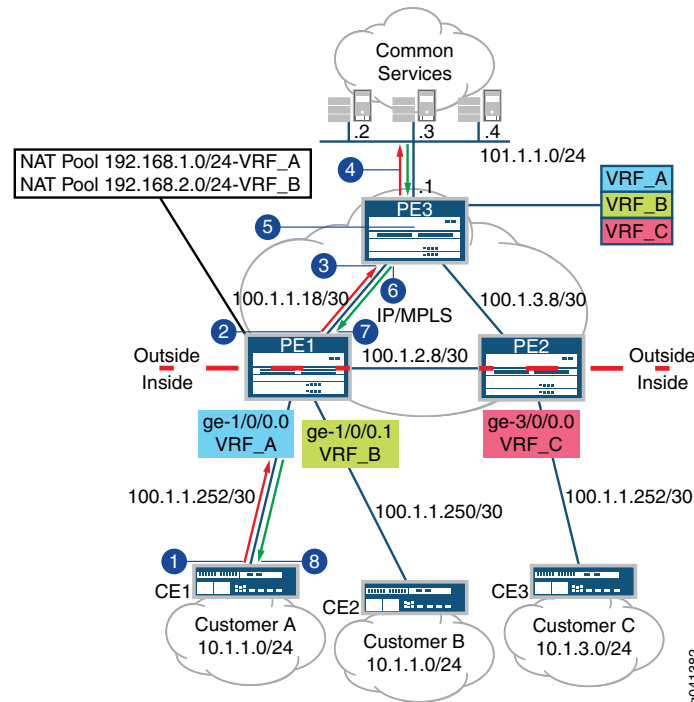 Common
Services
.2
.3
.4
101.1.1.0/24
NAT Pool 192.168.1.0/24-VRF_A
NAT Pool 192.168.2.0/24-VRF_B
4
.1
PE3
VRF_A
VRF_B
VRF_C
5
3
6
100.1.1.18/30
IP/MPLS
100.1.3.8/30
2
7
PE1
100.1.2.8/30
PE2
Outside
Inside
Outside
Inside
ge-1/0/0.0
VRF_A
ge-1/0/0.1
VRF_B
ge-3/0/0.0
VRF_C
100.1.1.252/30
100.1.1.250/30
100.1.1.252/30
1
8
CE1
CE2
CE3
Customer A
10.1.1.0/24
Customer B
10.1.1.0/24
Customer C
10.1.3.0/24